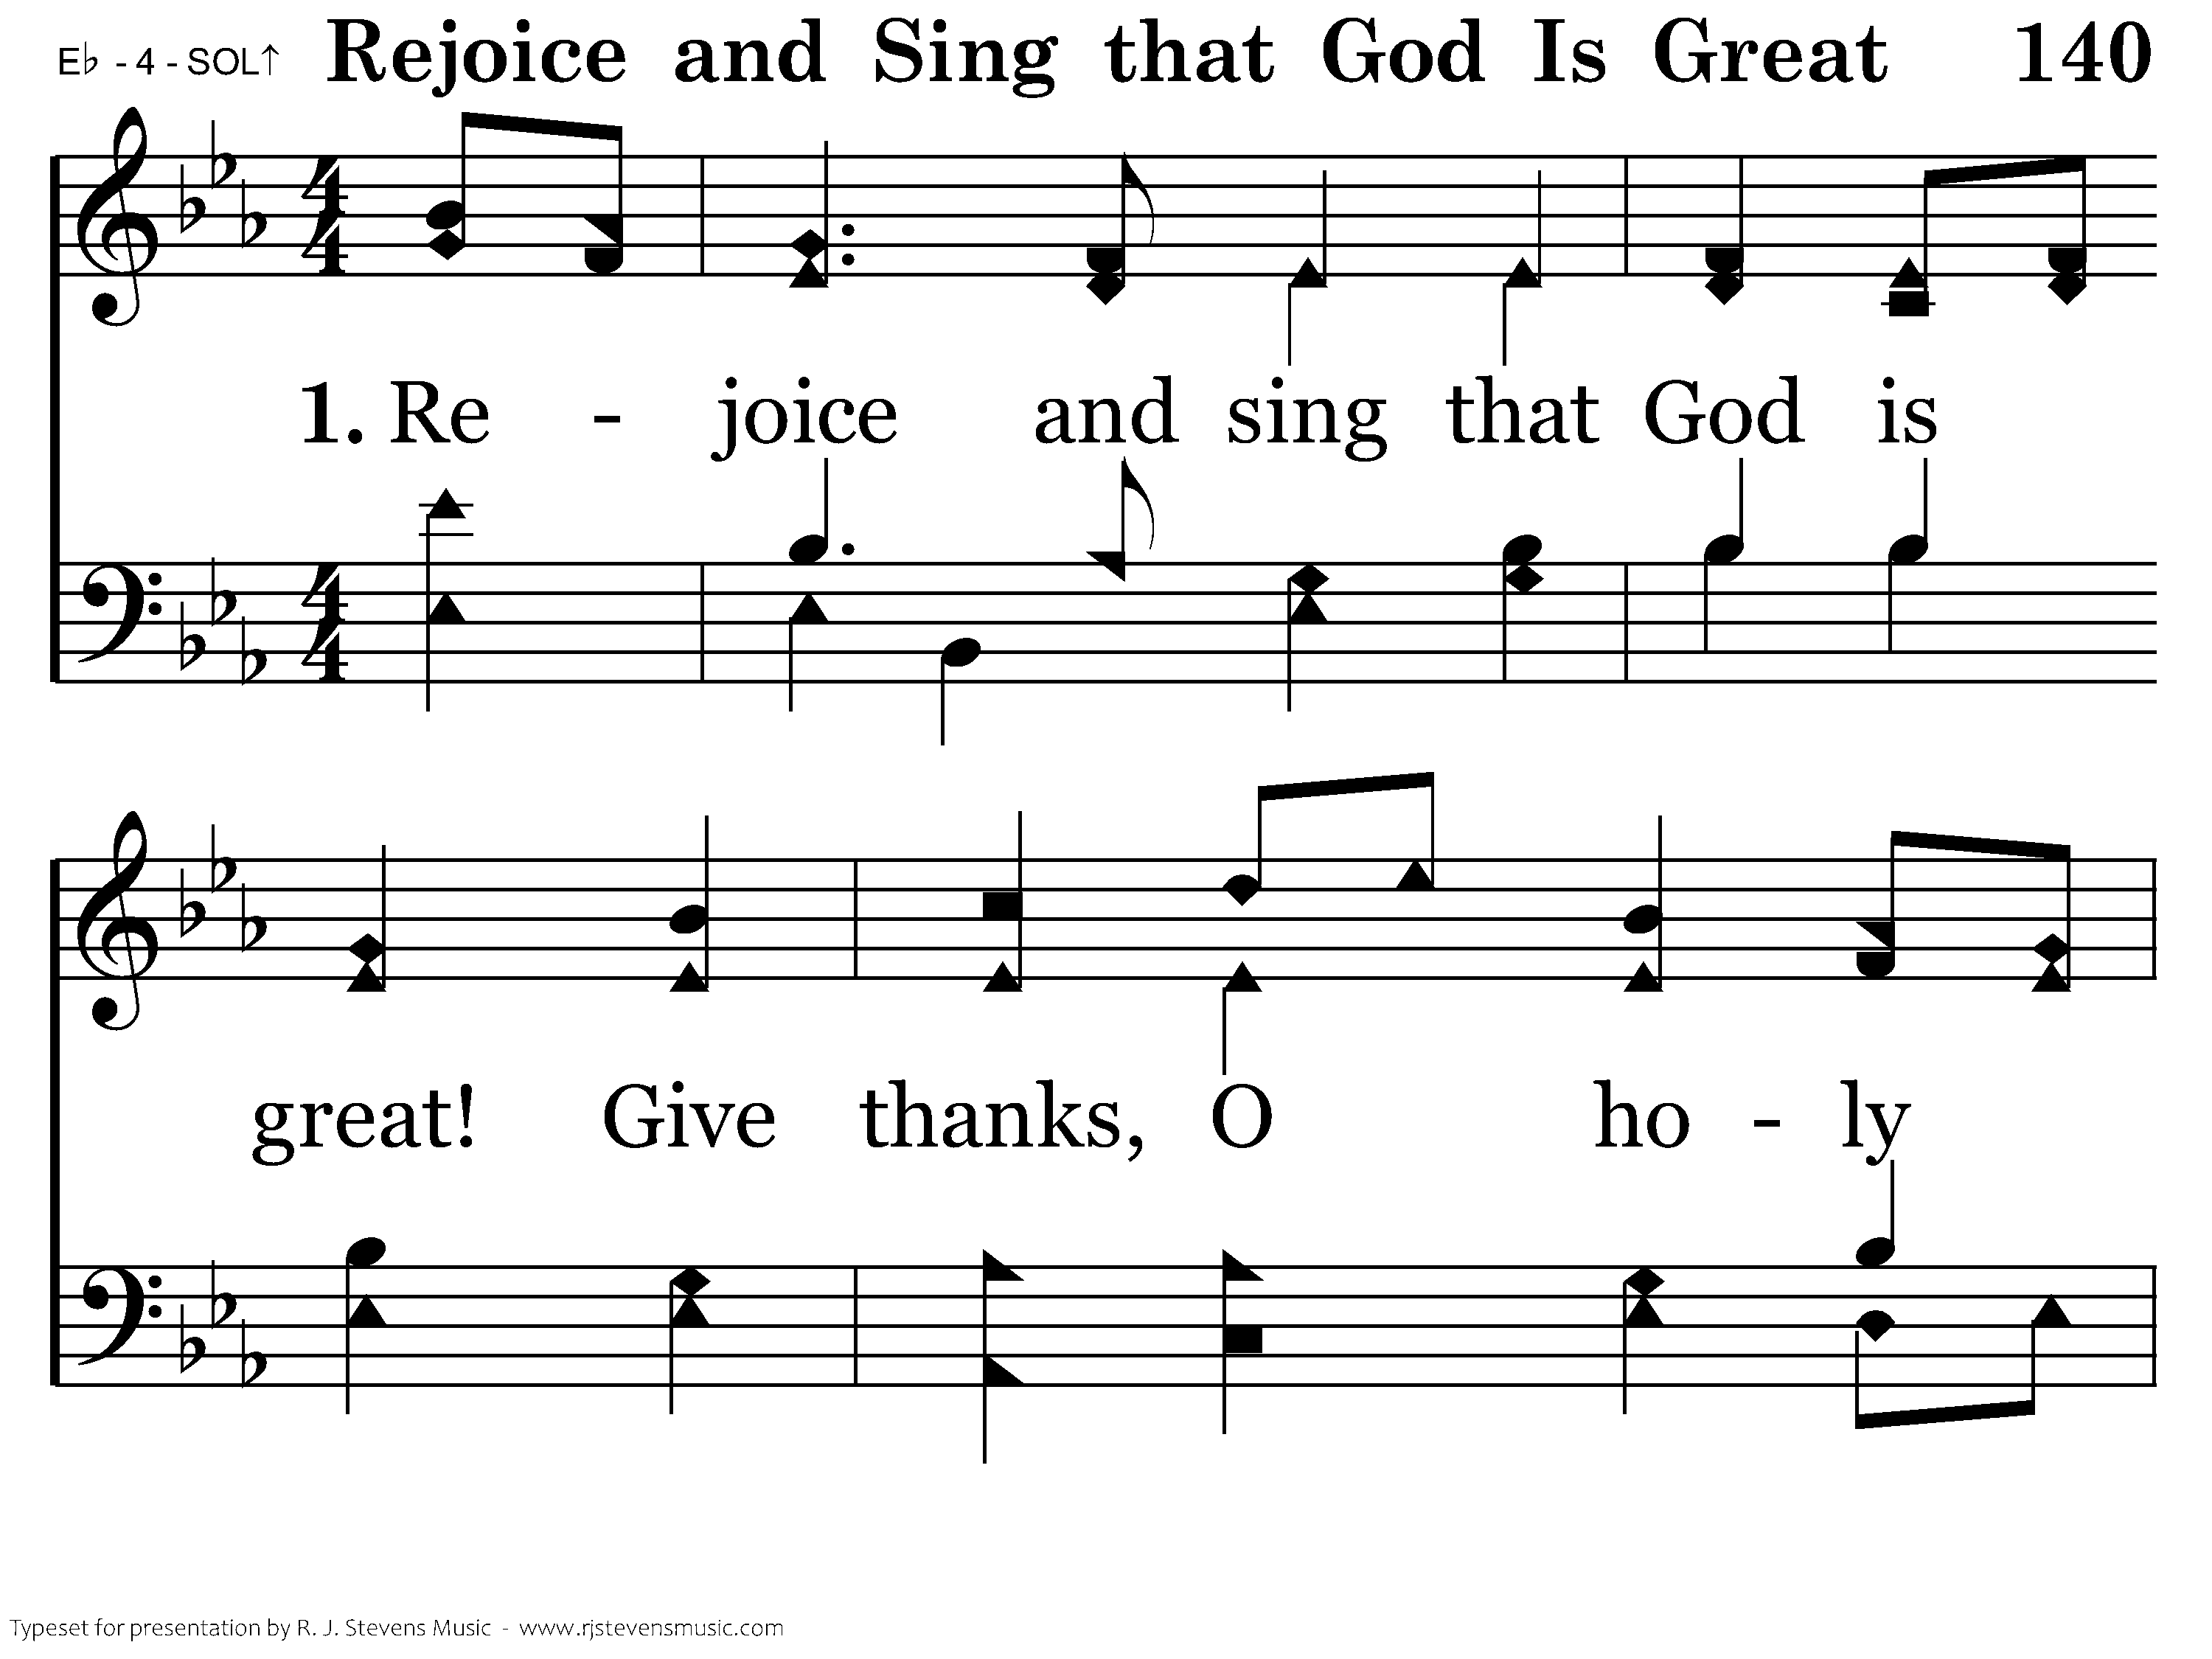 E♭ - 4 - SOL↑ Rejoice and Sing that God Is Great 140
1. Re - joice and sing that God is
great! Give thanks, O ho - ly
Typeset for presentation by R. J. Stevens Music - www.rjstevensmusic.com